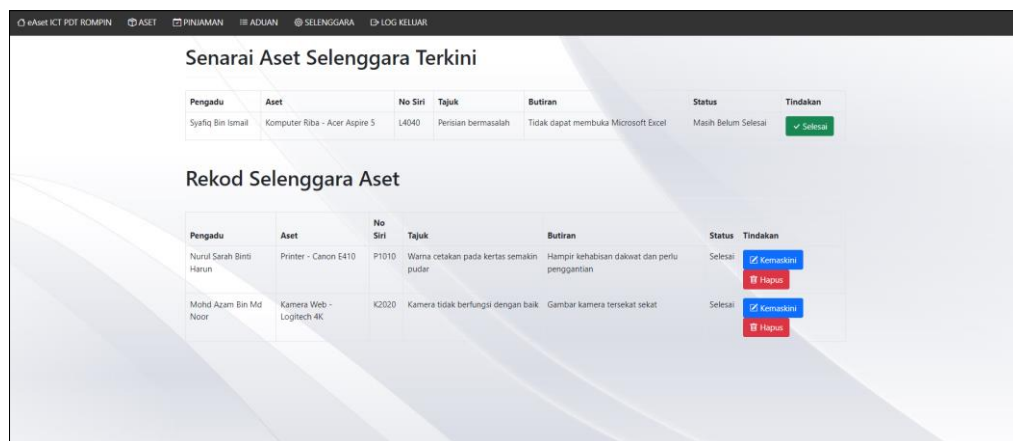 eAset ICT PDT ROMPIN ASET PINJAMAN ADUAN SELENGGARA LOG KELUAR
Senarai Aset Selenggara Terkini
Pengadu Aset No Siri Tajuk Butiran Status Tindakan
Syafiq Bin Ismail Komputer Riba - Acer Aspire 5 L4040 Perisian bermasalah Tidak dapat membuka Microsoft Excel Masih Belum Selesai Selesai
Rekod Selenggara Aset
No
Pengadu Aset Siri Tajuk Butiran Status Tindakan
Nurul Sarah Binti Printer - Canon E410 P1010 Warna cetakan pada kertas semakin Hampir kehabisan dakwat dan perlu Selesai Kemaskini
Harun pudar penggantian
Hapus
Mohd Azam Bin Md Kamera Web - K2020 Kamera tidak berfungsi dengan baik Gambar kamera tersekat sekat Selesai Kemaskini
Noor Logitech 4K
Hapus